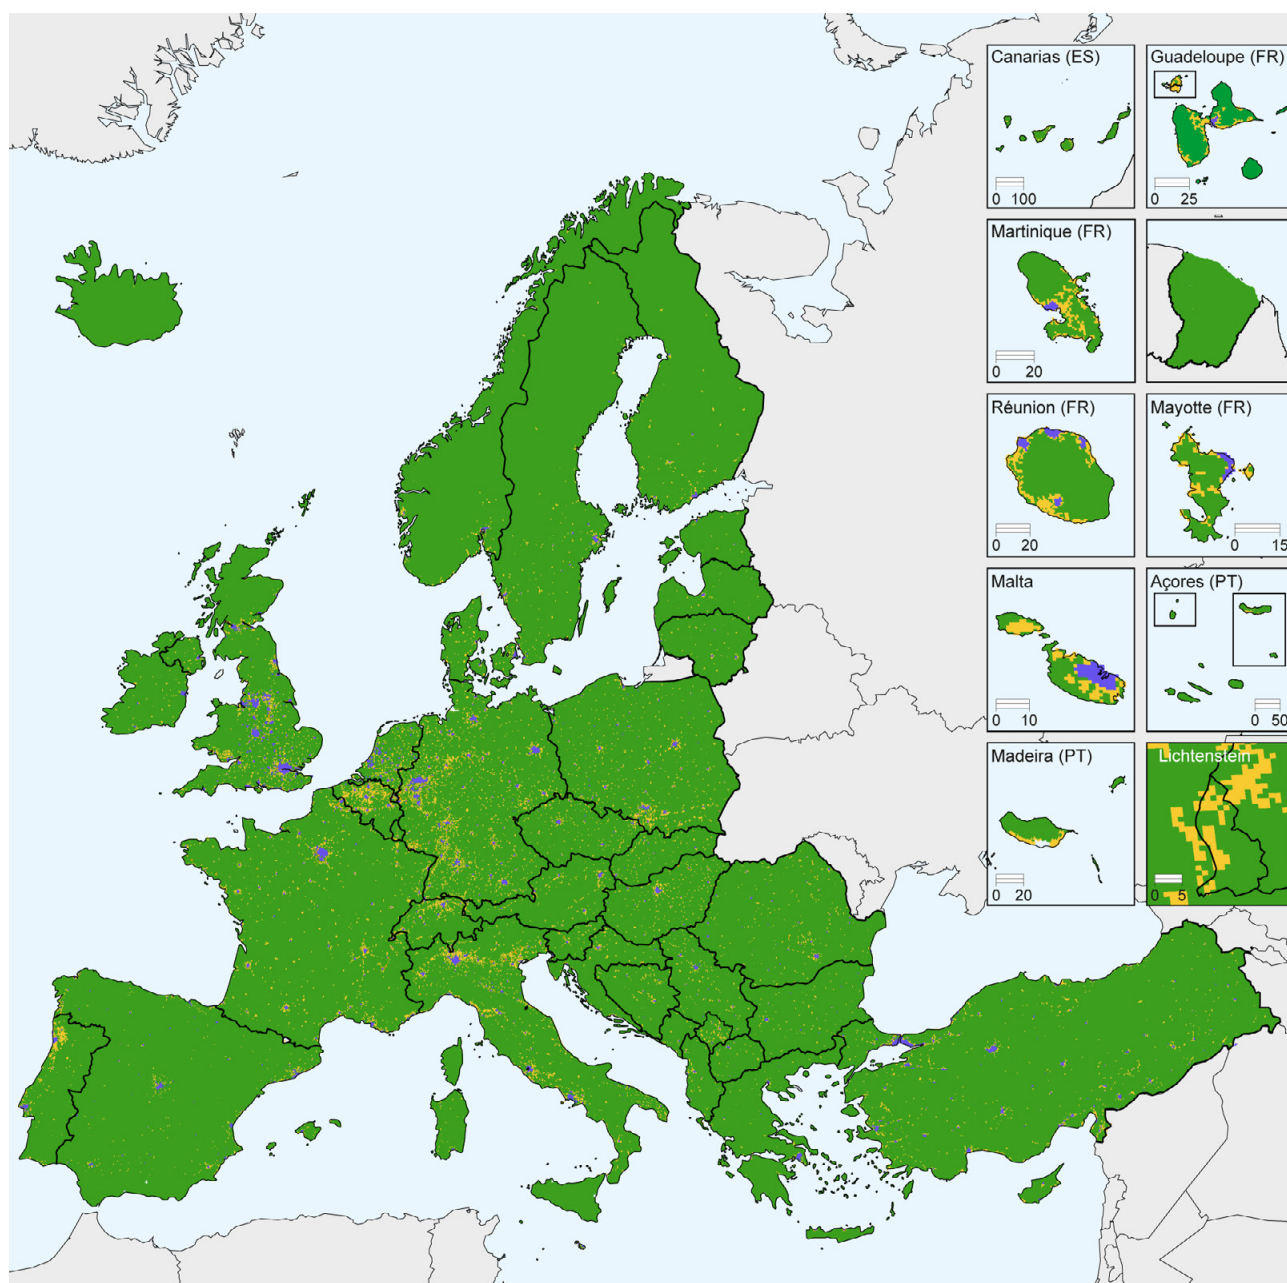 Canarias (ES)
0 100
Guadeloupe (FR)
0 25
Martinique (FR)
0 20
Réunion (FR)
0 20
Mayotte (FR)
0 15
Malta
0 10
Açores (PT)
0 50
Madeira (PT)
0 20
Lichtenstein
0 5